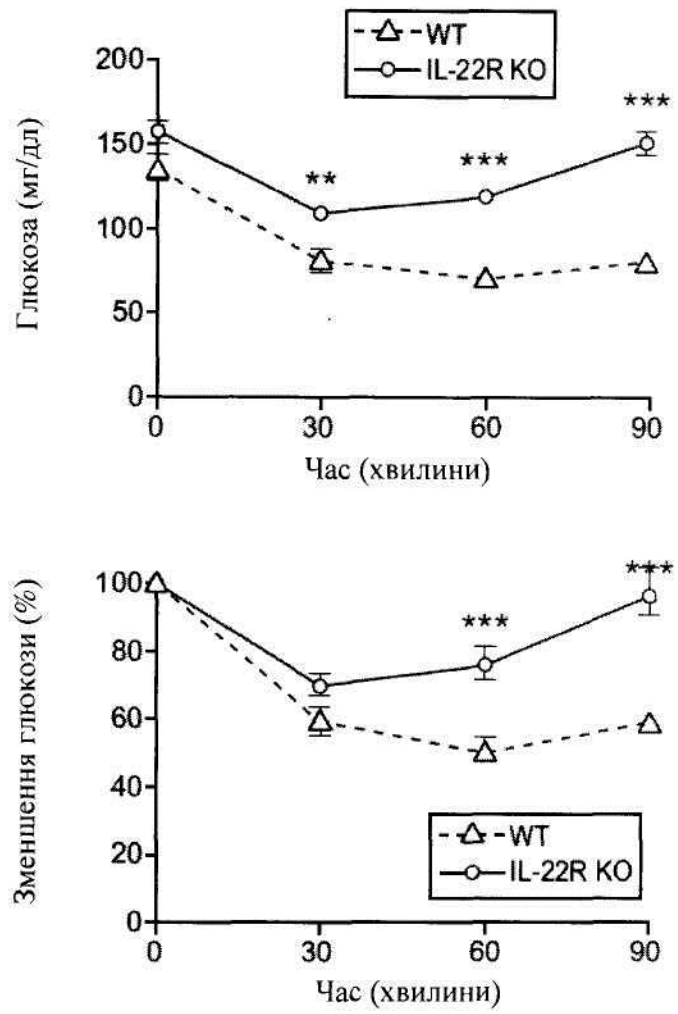 WT
IL-22R KO
200
150
100
50
0
Глюкоза (мг/дл)
**
***
***
0 30 60 90
Час (хвилини)
100
80
60
40
20
0
Зменшення глюкози (%)
***
***
WT
IL-22R KO
0 30 60 90
Час (хвилини)